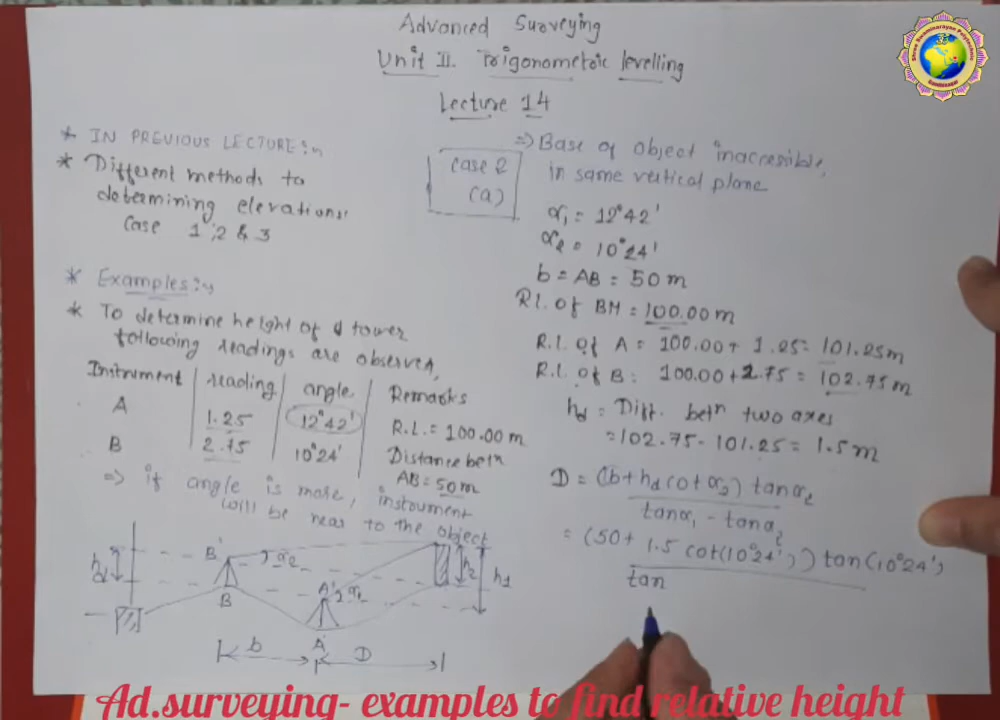 Advanced Surveying
Unit II. Trigonometric levelling
Lecture 14
* IN PREVIOUS LECTURE:-
* Different methods to
determining elevations.
Case 1, 2 & 3
* Examples:-
* To determine height of a tower
following readings are observed,
Instrument reading angle Remarks
A 1.25 12°42' R.L. = 100.00 m
B 2.75 10°24' Distance betn
AB = 50m
⇒ if angle is more, instrument
will be near to the object
hd B' α2 h2 h1
B A' α1
A
b D
case 2
(a)
⇒ Base of object inaccessible,
in same vertical plane
α1 = 12°42'
α2 = 10°24'
b = AB = 50 m
R.L. of BM = 100.00 m
R.L. of A = 100.00 + 1.25 = 101.25m
R.L. of B = 100.00 + 2.75 = 102.75 m
hd = Diff. betn two axes
= 102.75 - 101.25 = 1.5 m
D = (b + hd cot α2) tan α2
tan α1 - tan α2
= (50 + 1.5 cot(10°24')) tan(10°24')
tan
Ad.surveying- examples to find relative height